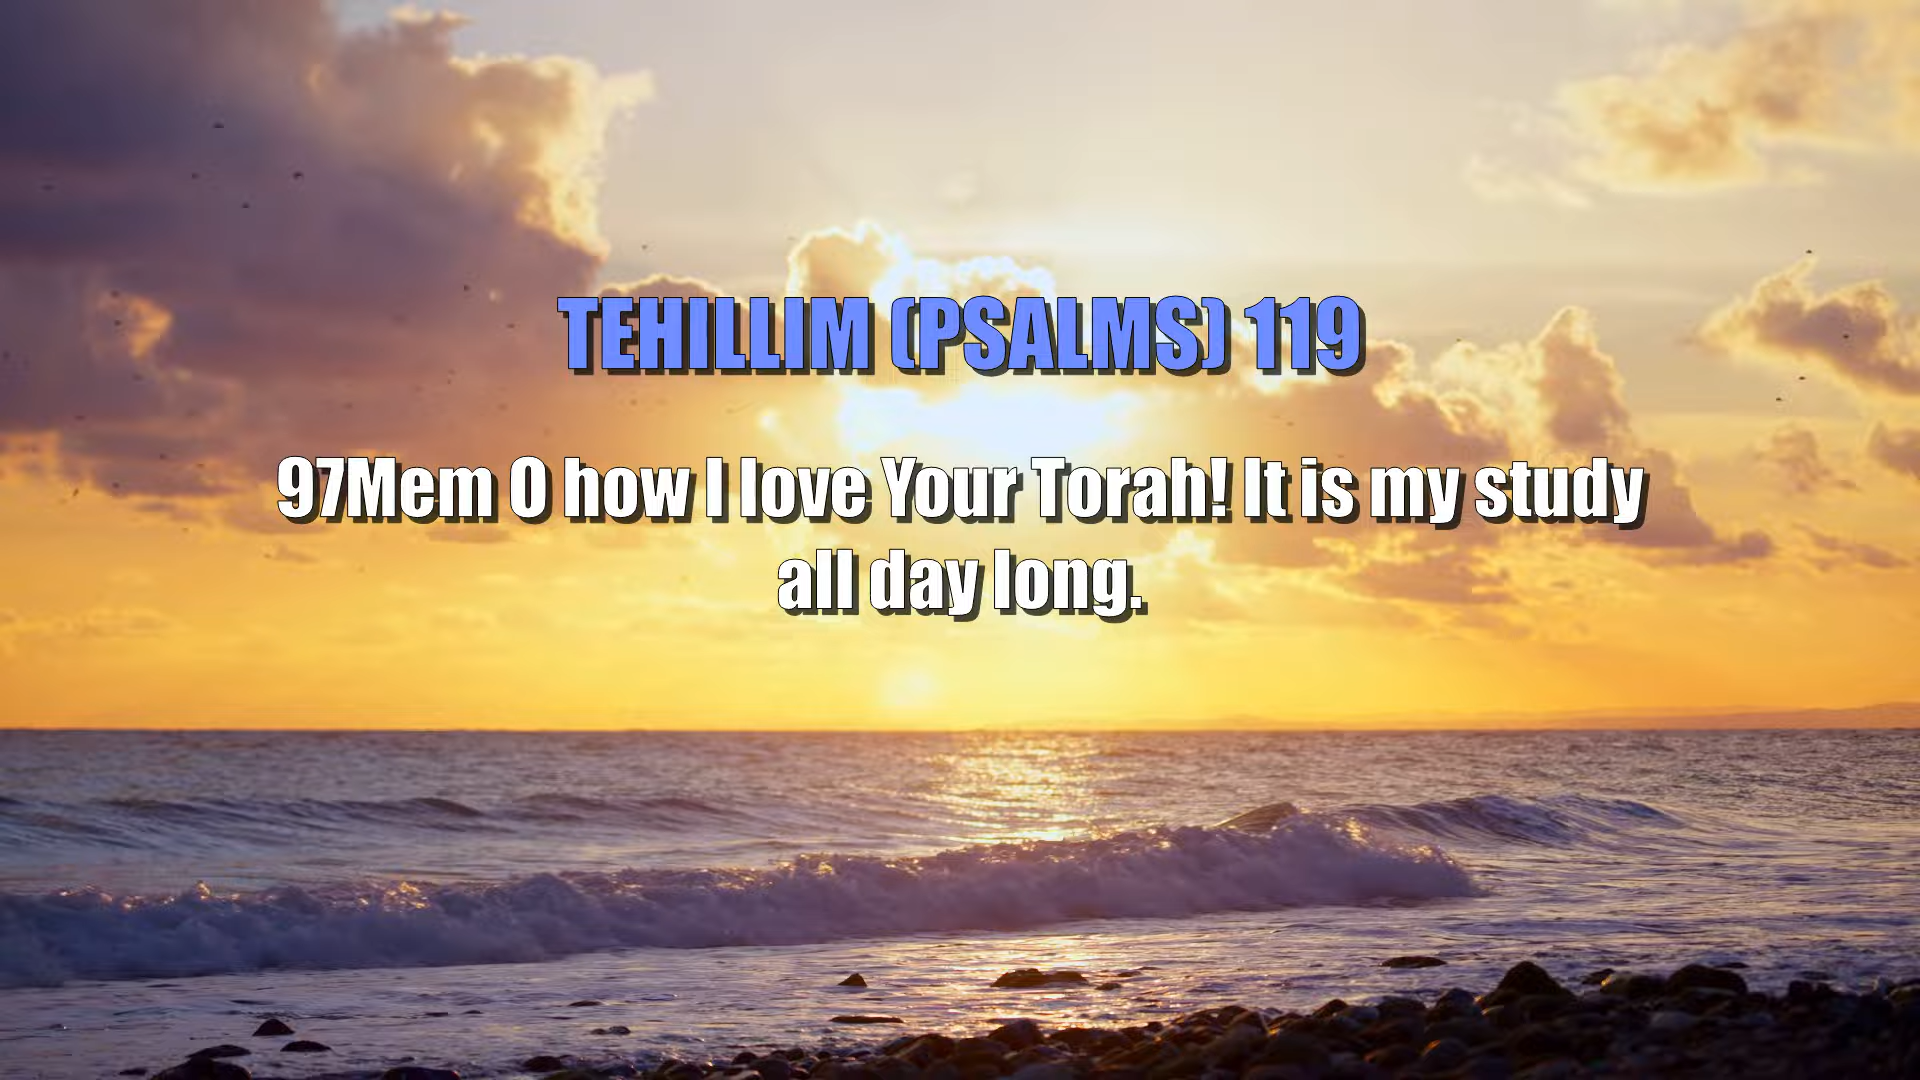 TEHILLIM (PSALMS) 119
97Mem O how I love Your Torah! It is my study
all day long.